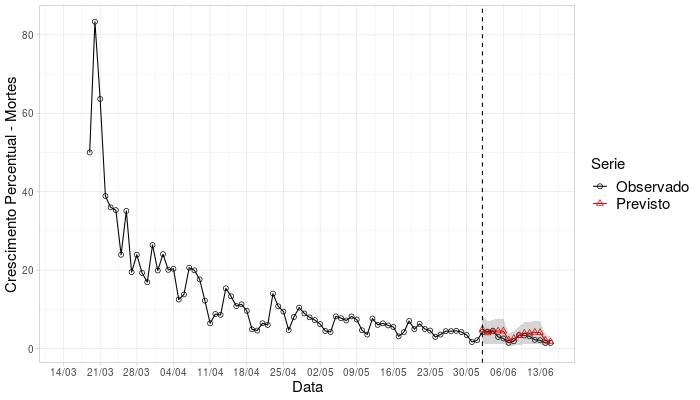 Crescimento Percentual - Mortes
80
60
40
20
0
14/03 21/03 28/03 04/04 11/04 18/04 25/04 02/05 09/05 16/05 23/05 30/05 06/06 13/06
Data
Serie
Observado
Previsto